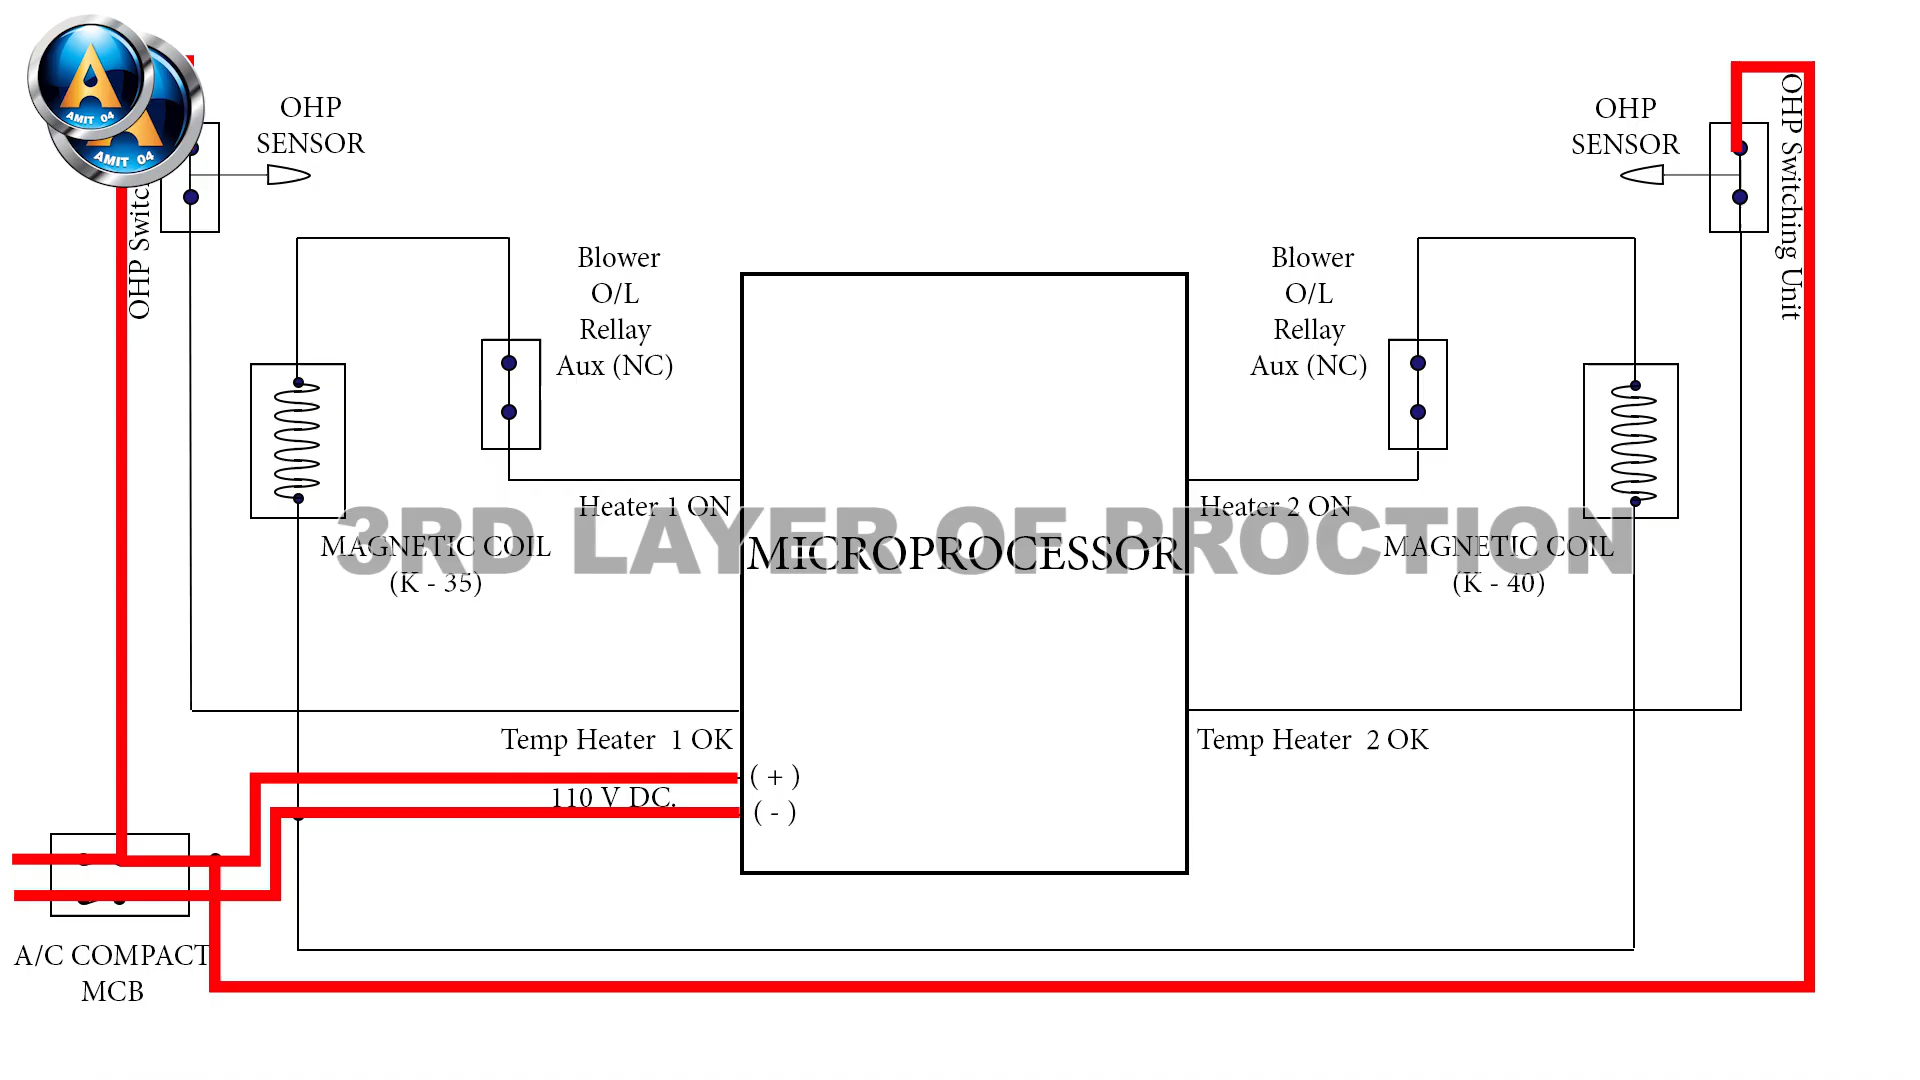 A
AMIT 04
A
AMIT 04
OHP
SENSOR
OHP Switc
OHP
SENSOR
OHP Switching Unit
Blower
O/L
Rellay
Aux (NC)
Blower
O/L
Rellay
Aux (NC)
Heater 1 ON
Heater 2 ON
3RD LAYER OF PROCTION
MAGNETIC COIL
(K - 35)
MICROPROCESSOR
MAGNETIC COIL
(K - 40)
Temp Heater 1 OK
Temp Heater 2 OK
( + )
110 V DC.
( - )
A/C COMPACT
MCB